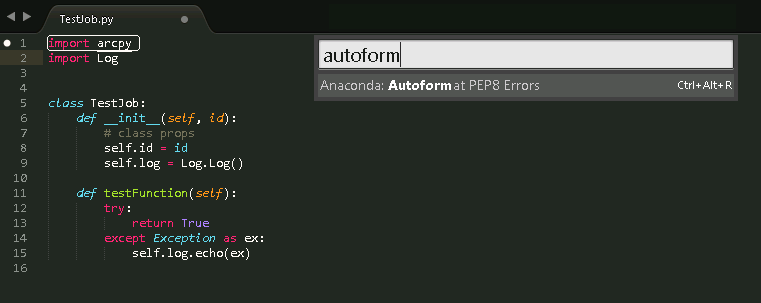 TestJob.py
autoform
Anaconda: Autoform at PEP8 Errors Ctrl+Alt+R
1 import arcpy
2 import Log
3
4
5 class TestJob:
6 def __init__(self, id):
7 # class props
8 self.id = id
9 self.log = Log.Log()
10
11 def testFunction(self):
12 try:
13 return True
14 except Exception as ex:
15 self.log.echo(ex)
16